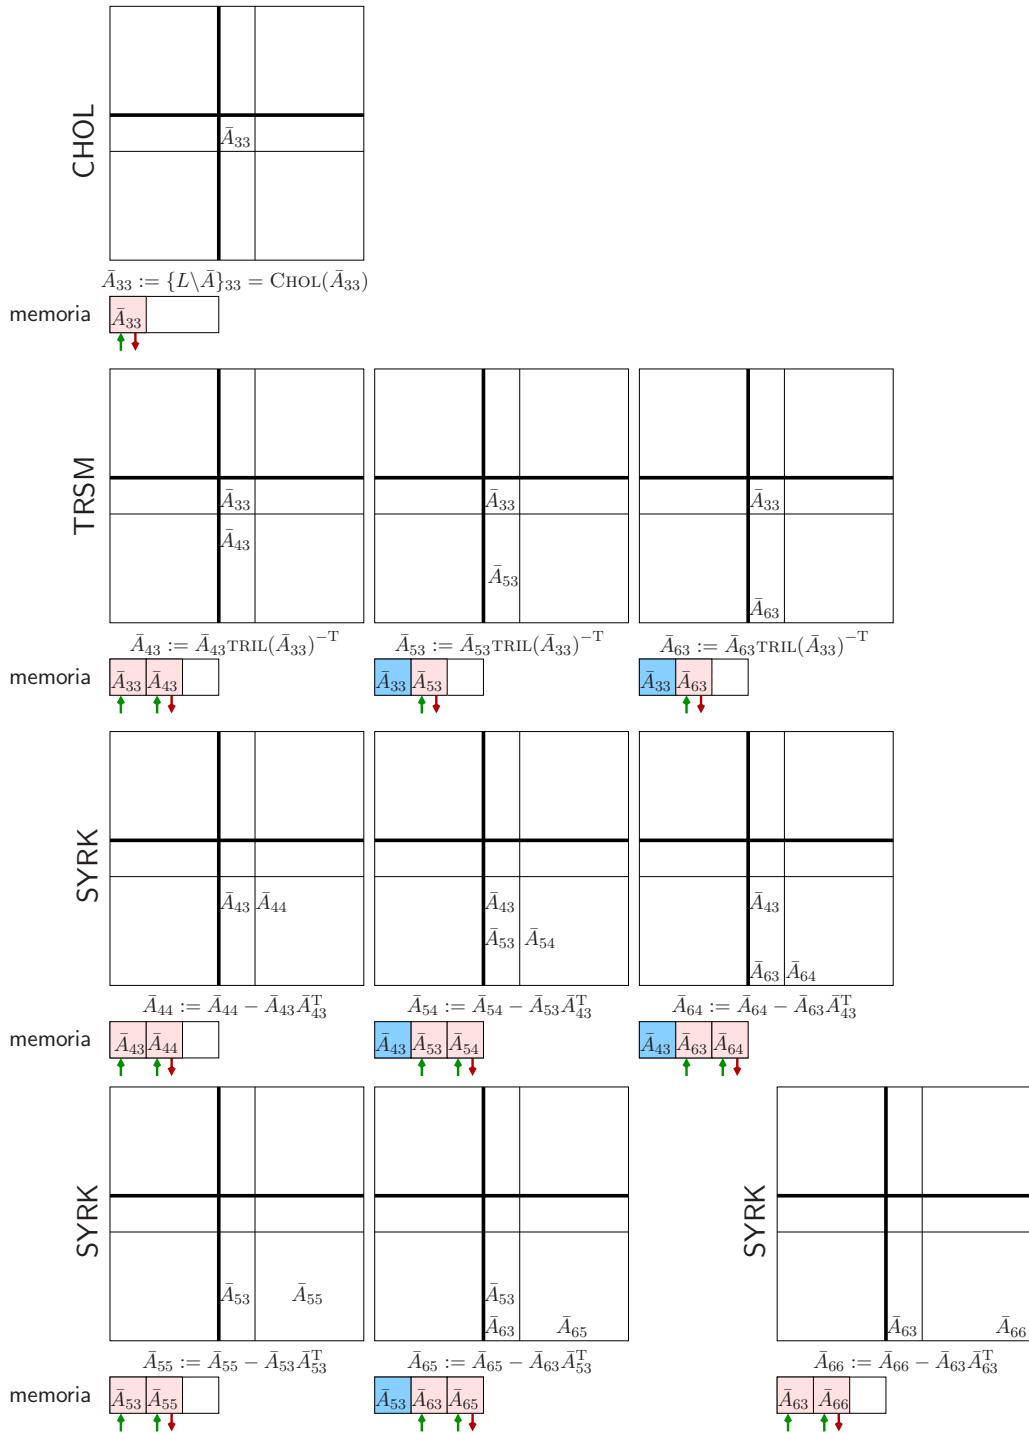 CHOL
Ā₃₃
Ā₃₃ := {L\Ā}₃₃ = CHOL(Ā₃₃)
memoria Ā₃₃
TRSM
Ā₃₃ Ā₃₃ Ā₃₃
Ā₄₃
Ā₅₃
Ā₆₃
Ā₄₃ := Ā₄₃TRIL(Ā₃₃)⁻ᵀ Ā₅₃ := Ā₅₃TRIL(Ā₃₃)⁻ᵀ Ā₆₃ := Ā₆₃TRIL(Ā₃₃)⁻ᵀ
memoria Ā₃₃ Ā₄₃ Ā₃₃ Ā₅₃ Ā₃₃ Ā₆₃
SYRK
Ā₄₃ Ā₄₄ Ā₄₃ Ā₄₃
Ā₅₃ Ā₅₄
Ā₆₃ Ā₆₄
Ā₄₄ := Ā₄₄ − Ā₄₃Ā₄₃ᵀ Ā₅₄ := Ā₅₄ − Ā₅₃Ā₄₃ᵀ Ā₆₄ := Ā₆₄ − Ā₆₃Ā₄₃ᵀ
memoria Ā₄₃ Ā₄₄ Ā₄₃ Ā₅₃ Ā₅₄ Ā₄₃ Ā₆₃ Ā₆₄
SYRK SYRK
Ā₅₃ Ā₅₅ Ā₅₃
Ā₆₃ Ā₆₅ Ā₆₃ Ā₆₆
Ā₅₅ := Ā₅₅ − Ā₅₃Ā₅₃ᵀ Ā₆₅ := Ā₆₅ − Ā₆₃Ā₅₃ᵀ Ā₆₆ := Ā₆₆ − Ā₆₃Ā₆₃ᵀ
memoria Ā₅₃ Ā₅₅ Ā₅₃ Ā₆₃ Ā₆₅ Ā₆₃ Ā₆₆